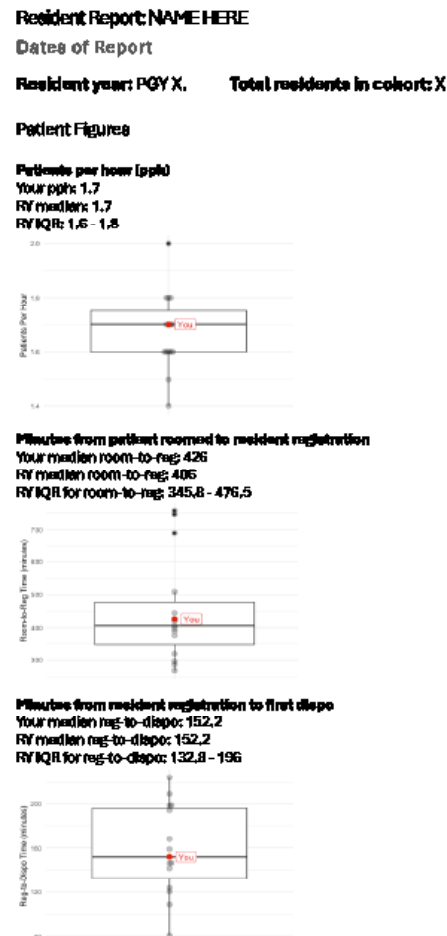 Resident Report: NAME HERE
Dates of Report
Resident year: PGY X. Total residents in cohort: X
Patient Figures
Patients per hour (pph)
Your pph: 1.7
RY median: 1.7
RY IQR: 1.6 - 1.8
2.0
1.8
1.6
1.4
Patients Per Hour
You
Minutes from patient roomed to resident registration
Your median room-to-reg: 426
RY median room-to-reg: 406
RY IQR for room-to-reg: 345.8 - 476.5
700
600
500
400
300
Room-to-Reg Time (minutes)
You
Minutes from resident registration to first dispo
Your median reg-to-dispo: 152.2
RY median reg-to-dispo: 152.2
RY IQR for reg-to-dispo: 132.8 - 196
200
160
120
Reg-to-Dispo Time (minutes)
You